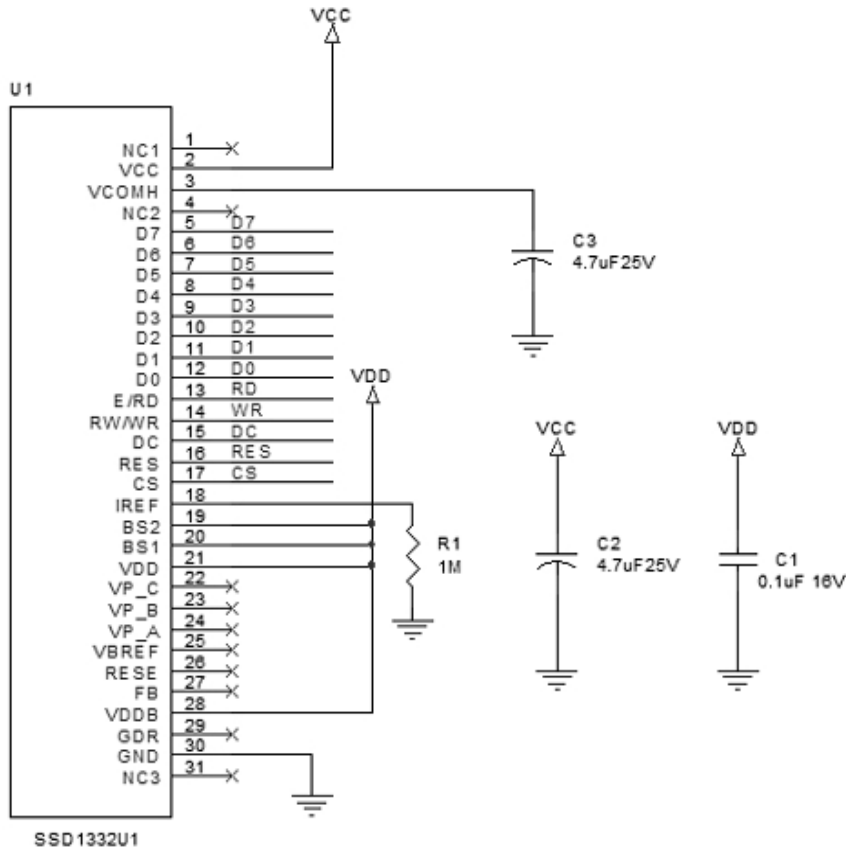 VCC
U1
NC1 1
VCC 2
VCOMH 3
NC2 4
D7 5 D7
D6 6 D6
D5 7 D5
D4 8 D4
D3 9 D3
D2 10 D2
D1 11 D1
D0 12 D0
E/RD 13 RD
RW/WR 14 WR
DC 15 DC
RES 16 RES
CS 17 CS
IREF 18
BS2 19
BS1 20
VDD 21
VP_C 22
VP_B 23
VP_A 24
VBREF 25
RESE 26
FB 27
VDDB 28
GDR 29
GND 30
NC3 31
SSD1332U1
C3
4.7uF25V
VDD
R1
1M
VCC
C2
4.7uF25V
VDD
C1
0.1uF 16V